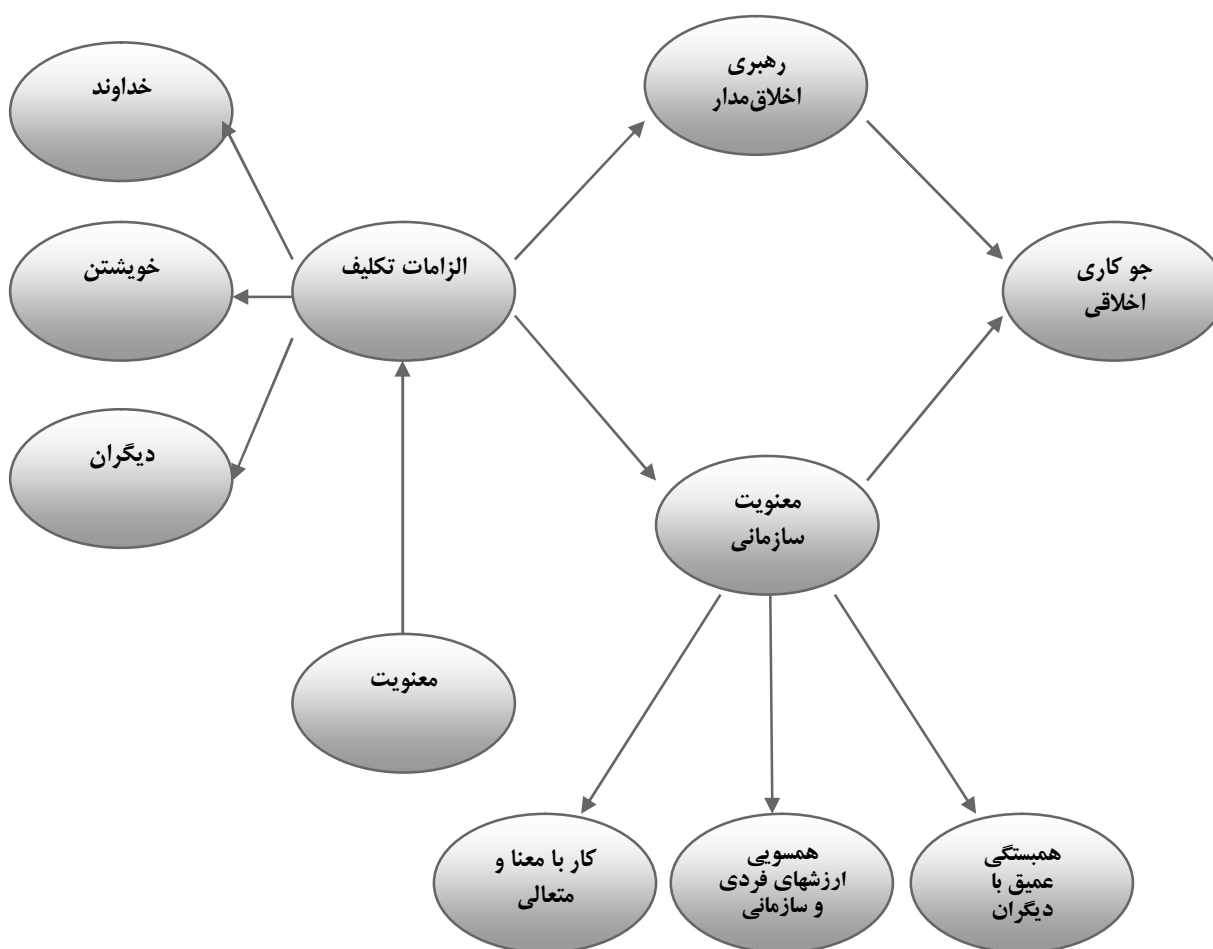 رهبری
اخلاق‌مدار
خداوند
جو کاری
اخلاقی
الزامات تکلیف
خویشتن
دیگران
معنویت
سازمانی
معنویت
همبستگی
عمیق با
دیگران
همسویی
ارزشهای فردی
و سازمانی
کار با معنا و
متعالی